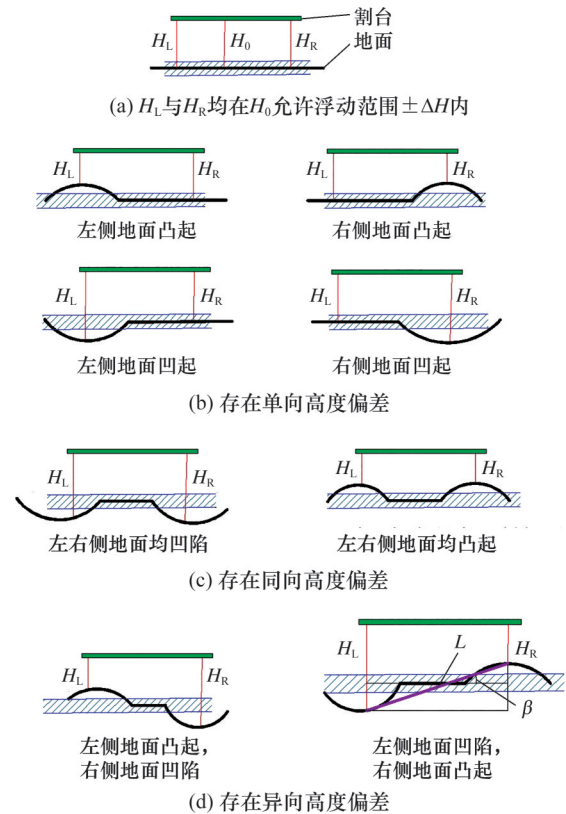 割台
H_L H_0 H_R 地面
(a) H_L与H_R均在H_0允许浮动范围±ΔH内
H_L H_R H_L H_R
左侧地面凸起 右侧地面凸起
H_L H_R H_L H_R
左侧地面凹起 右侧地面凹起
(b) 存在单向高度偏差
H_L H_R H_L H_R
左右侧地面均凹陷 左右侧地面均凸起
(c) 存在同向高度偏差
H_L H_R H_L L H_R
β
左侧地面凸起, 左侧地面凹陷,
右侧地面凹陷 右侧地面凸起
(d) 存在异向高度偏差